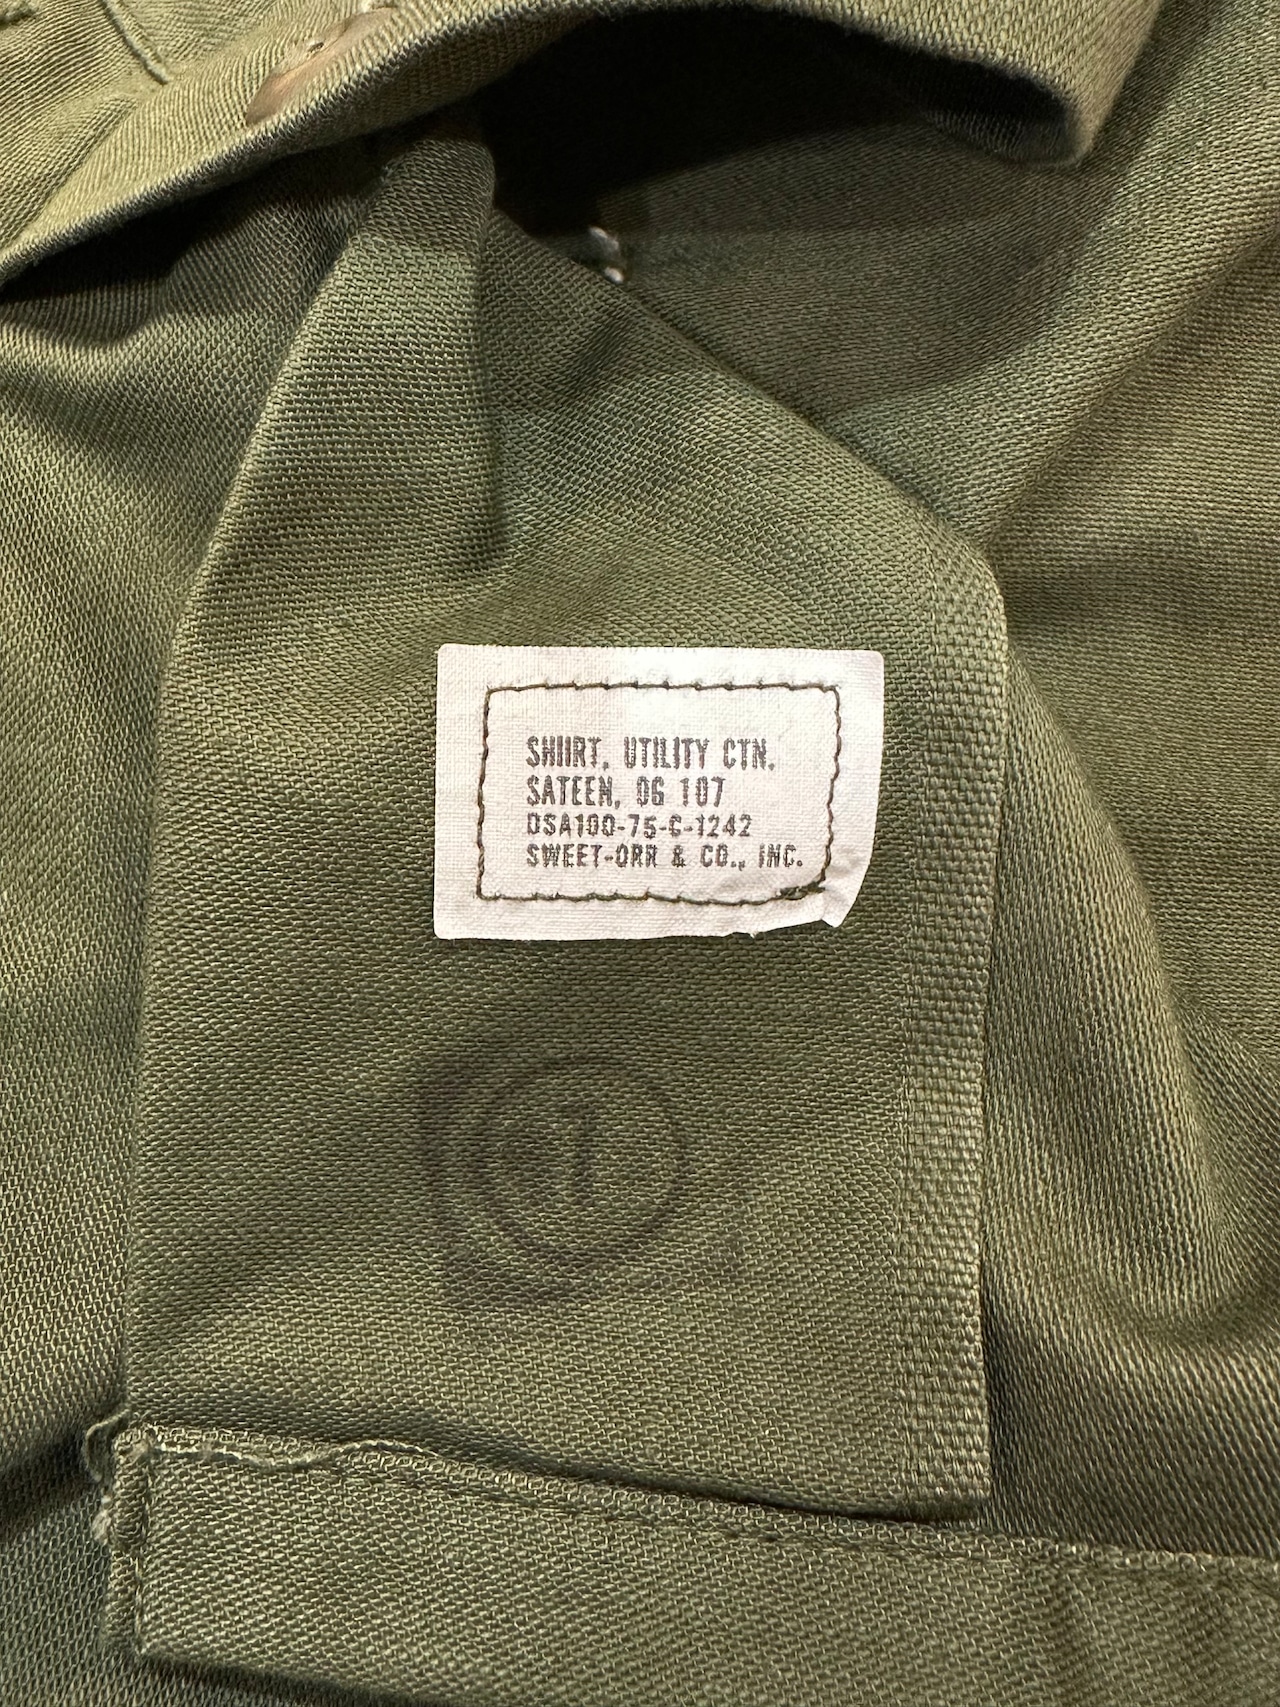 SHIIRT, UTILITY CTN.
SATEEN, OG 107
DSA100-75-C-1242
SWEET-ORR & CO., INC.